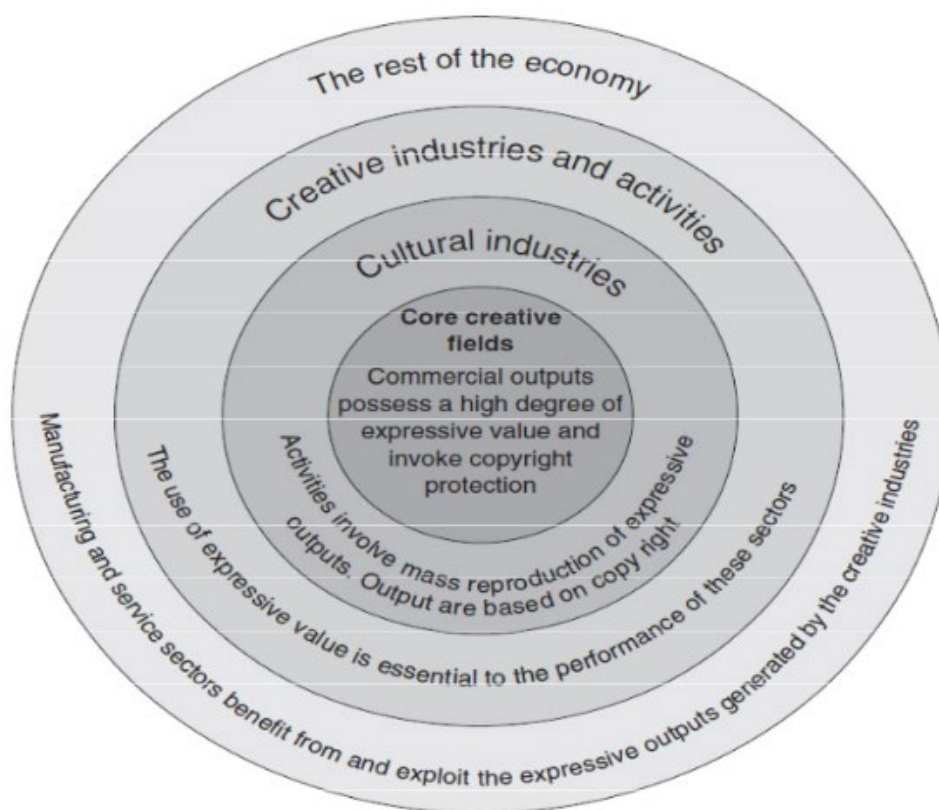 The rest of the economy
Creative industries and activities
Cultural industries
Core creative
fields
Commercial outputs
possess a high degree of
expressive value and
invoke copyright
protection
Activities involve mass reproduction of expressive
outputs. Output are based on copy right
The use of expressive value is essential to the performance of these sectors
Manufacturing and service sectors benefit from and exploit the expressive outputs generated by the creative industries